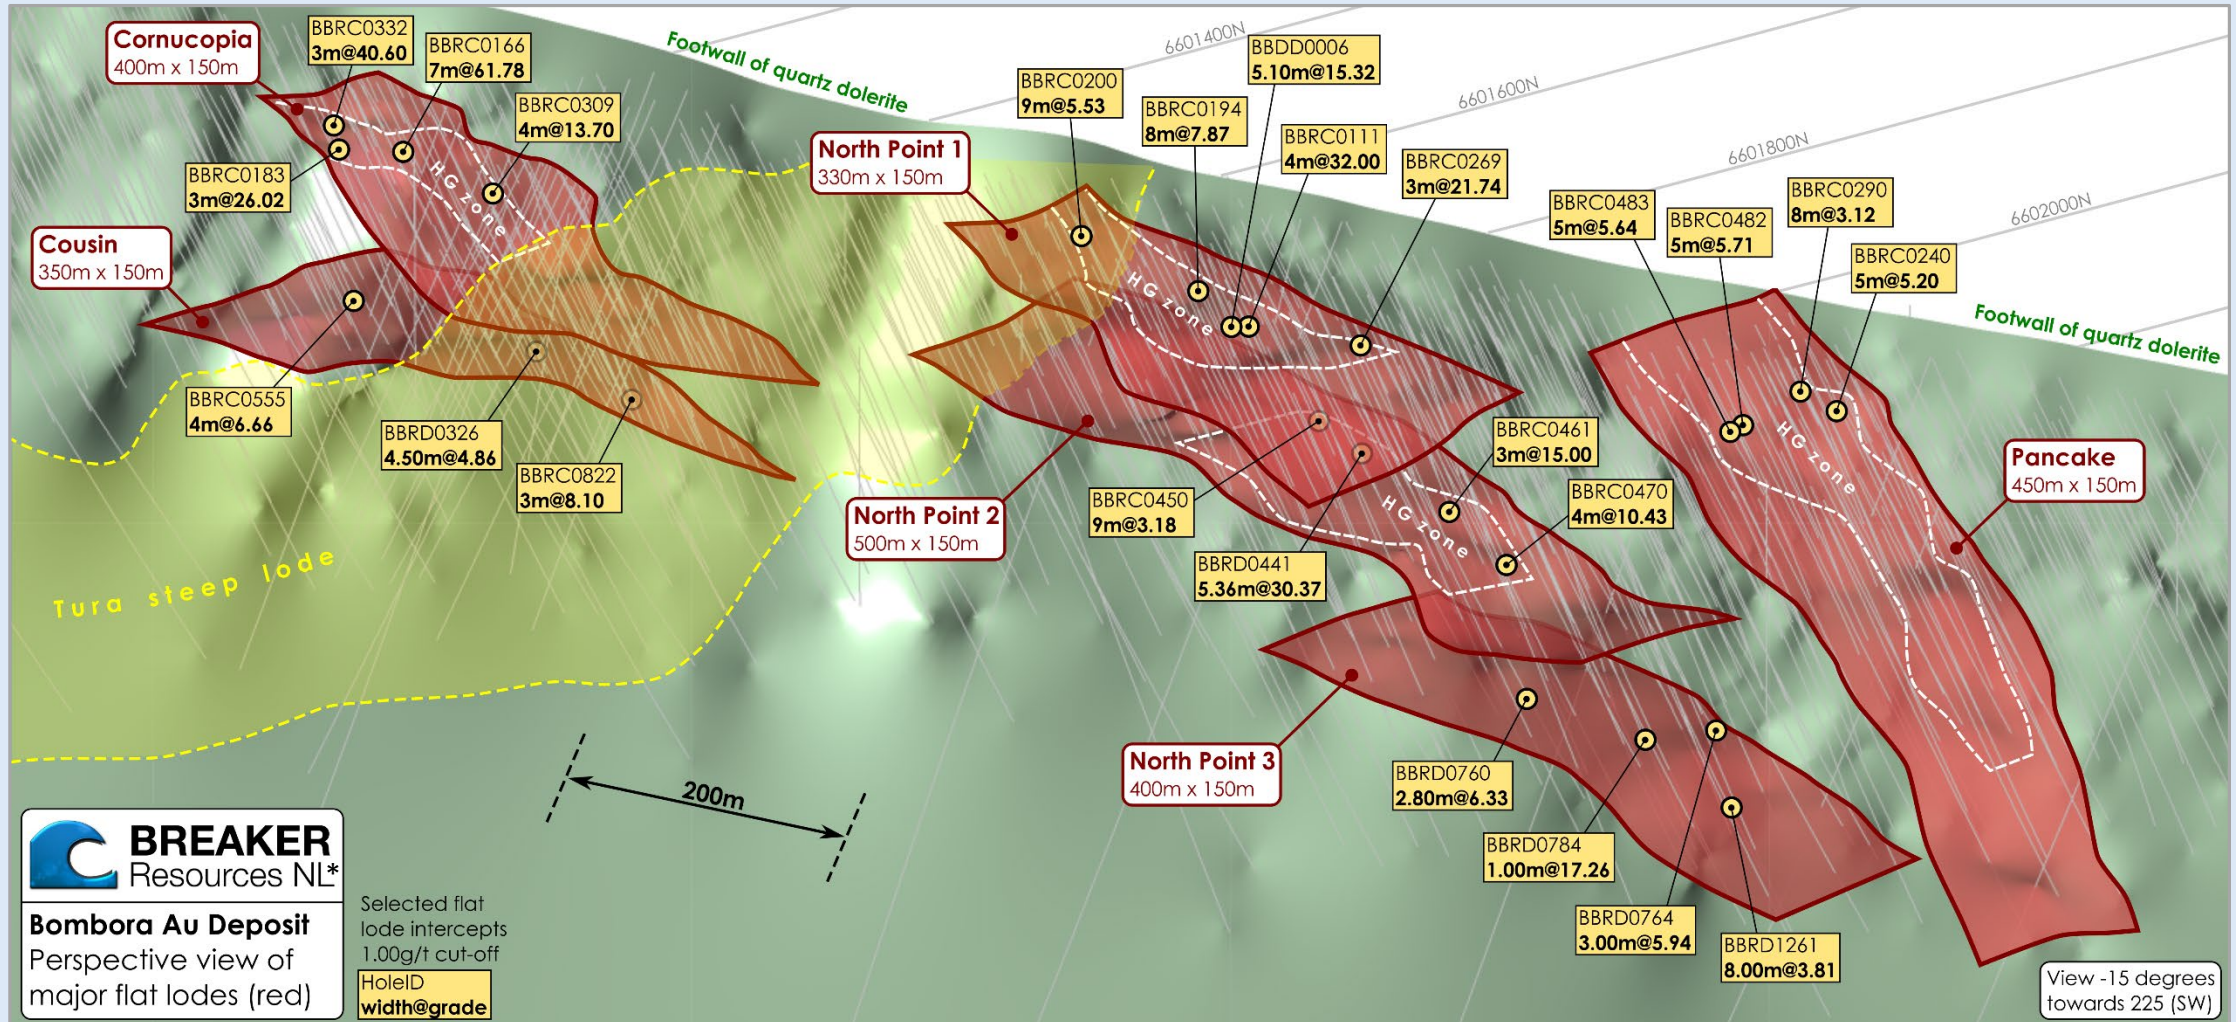 Cornucopia
400m x 150m
BBRC0332
3m@40.60
BBRC0166
7m@61.78
BBRC0309
4m@13.70
BBRC0183
3m@26.02
HG zone
Cousin
350m x 150m
BBRC0555
4m@6.66
BBRD0326
4.50m@4.86
BBRC0822
3m@8.10
Tura steep lode
Footwall of quartz dolerite
6601400N
6601600N
6601800N
6602000N
North Point 1
330m x 150m
BBRC0200
9m@5.53
BBRC0194
8m@7.87
BBDD0006
5.10m@15.32
BBRC0111
4m@32.00
BBRC0269
3m@21.74
HG zone
North Point 2
500m x 150m
BBRC0450
9m@3.18
BBRD0441
5.36m@30.37
BBRC0461
3m@15.00
BBRC0470
4m@10.43
HG zone
BBRC0483
5m@5.64
BBRC0482
5m@5.71
BBRC0290
8m@3.12
BBRC0240
5m@5.20
HG zone
Footwall of quartz dolerite
Pancake
450m x 150m
North Point 3
400m x 150m
BBRD0760
2.80m@6.33
BBRD0784
1.00m@17.26
BBRD0764
3.00m@5.94
BBRD1261
8.00m@3.81
200m
BREAKER
Resources NL*
Bombora Au Deposit
Perspective view of
major flat lodes (red)
Selected flat
lode intercepts
1.00g/t cut-off
HoleID
width@grade
View -15 degrees
towards 225 (SW)